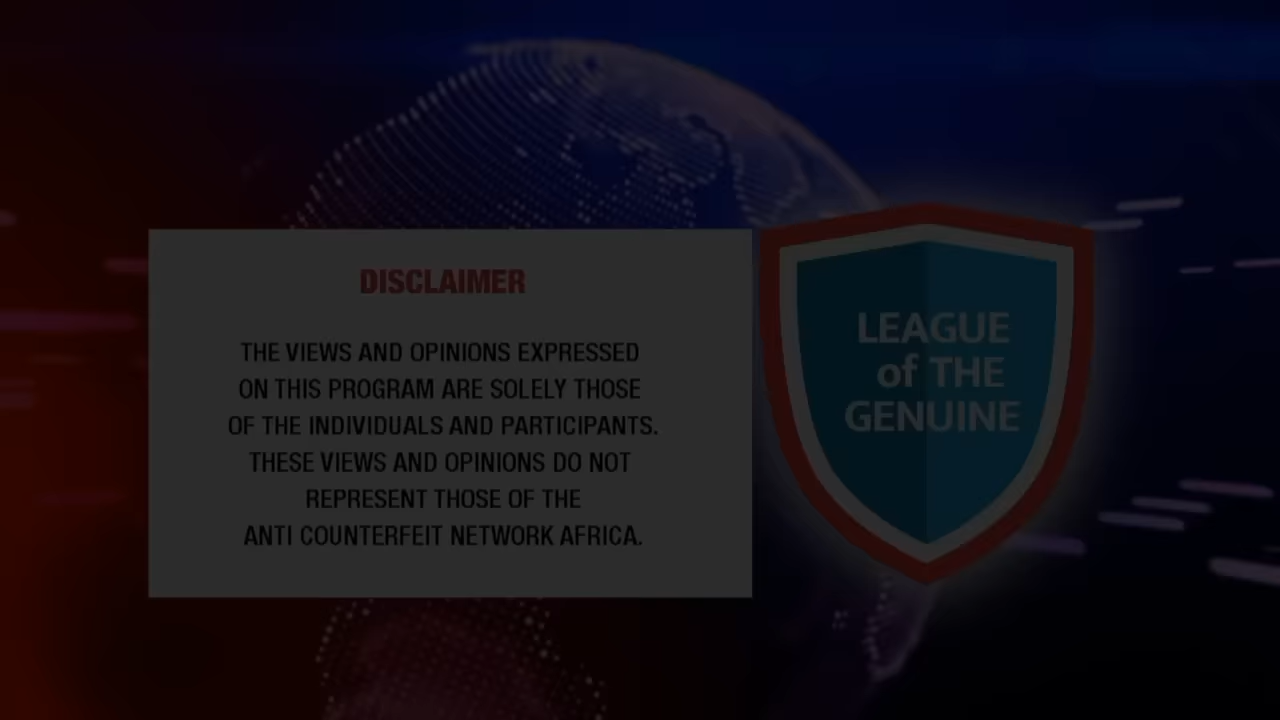 DISCLAIMER
THE VIEWS AND OPINIONS EXPRESSED
ON THIS PROGRAM ARE SOLELY THOSE
OF THE INDIVIDUALS AND PARTICIPANTS.
THESE VIEWS AND OPINIONS DO NOT
REPRESENT THOSE OF THE
ANTI COUNTERFEIT NETWORK AFRICA.
LEAGUE
of THE
GENUINE